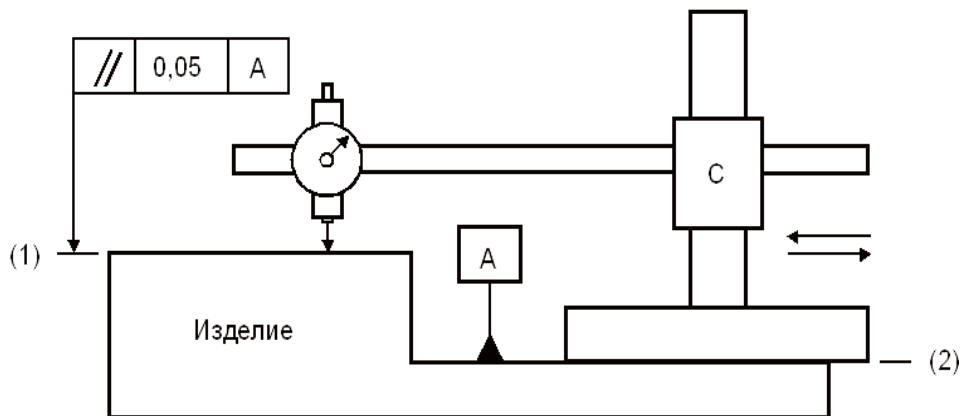 // 0,05 А
С
(1)
А
Изделие
(2)